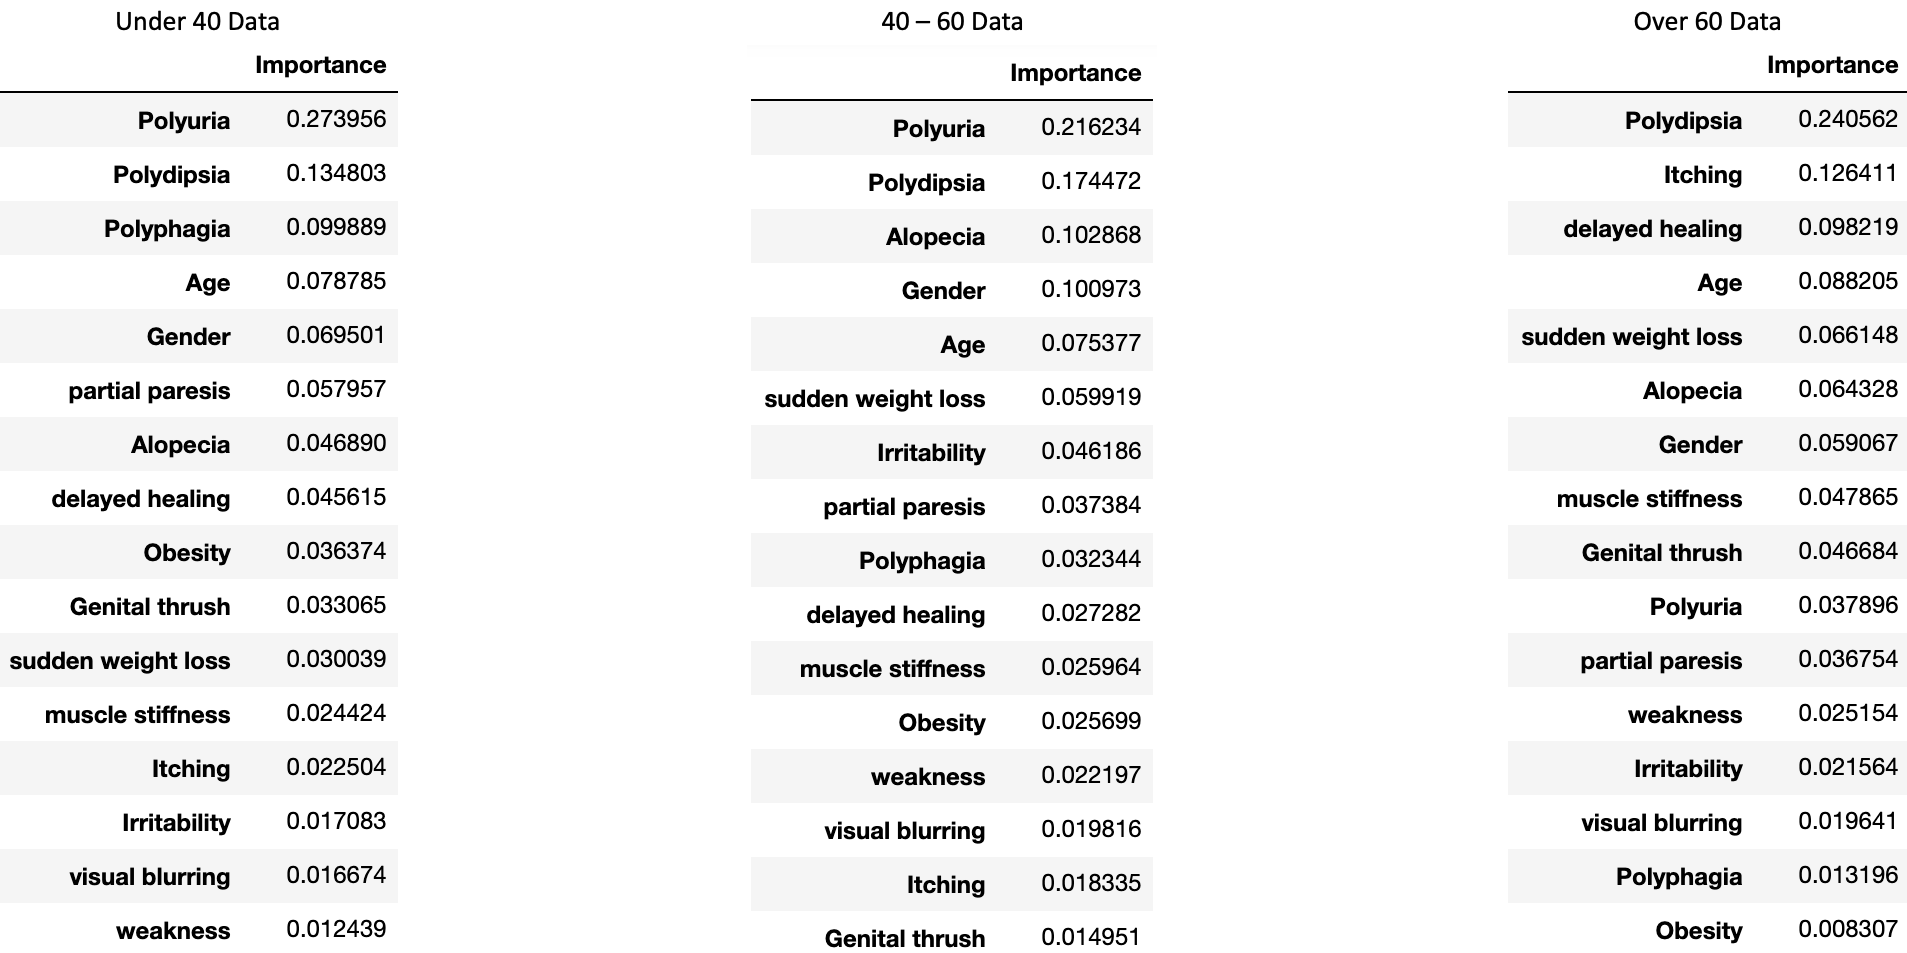 Under 40 Data
Importance
Polyuria 0.273956
Polydipsia 0.134803
Polyphagia 0.099889
Age 0.078785
Gender 0.069501
partial paresis 0.057957
Alopecia 0.046890
delayed healing 0.045615
Obesity 0.036374
Genital thrush 0.033065
sudden weight loss 0.030039
muscle stiffness 0.024424
Itching 0.022504
Irritability 0.017083
visual blurring 0.016674
weakness 0.012439
40 – 60 Data
Importance
Polyuria 0.216234
Polydipsia 0.174472
Alopecia 0.102868
Gender 0.100973
Age 0.075377
sudden weight loss 0.059919
Irritability 0.046186
partial paresis 0.037384
Polyphagia 0.032344
delayed healing 0.027282
muscle stiffness 0.025964
Obesity 0.025699
weakness 0.022197
visual blurring 0.019816
Itching 0.018335
Genital thrush 0.014951
Over 60 Data
Importance
Polydipsia 0.240562
Itching 0.126411
delayed healing 0.098219
Age 0.088205
sudden weight loss 0.066148
Alopecia 0.064328
Gender 0.059067
muscle stiffness 0.047865
Genital thrush 0.046684
Polyuria 0.037896
partial paresis 0.036754
weakness 0.025154
Irritability 0.021564
visual blurring 0.019641
Polyphagia 0.013196
Obesity 0.008307